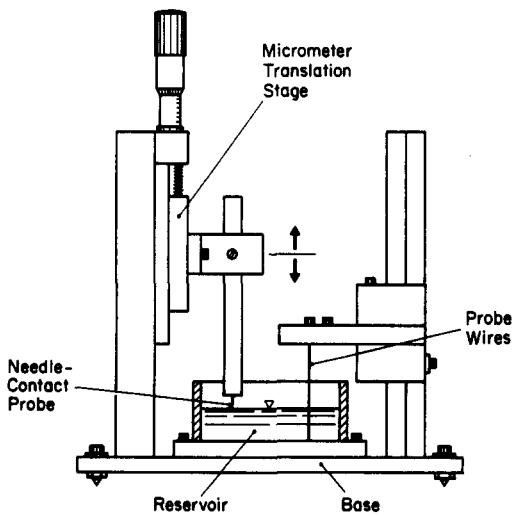 Micrometer
Translation
Stage
Probe
Wires
Needle-
Contact
Probe
Reservoir
Base